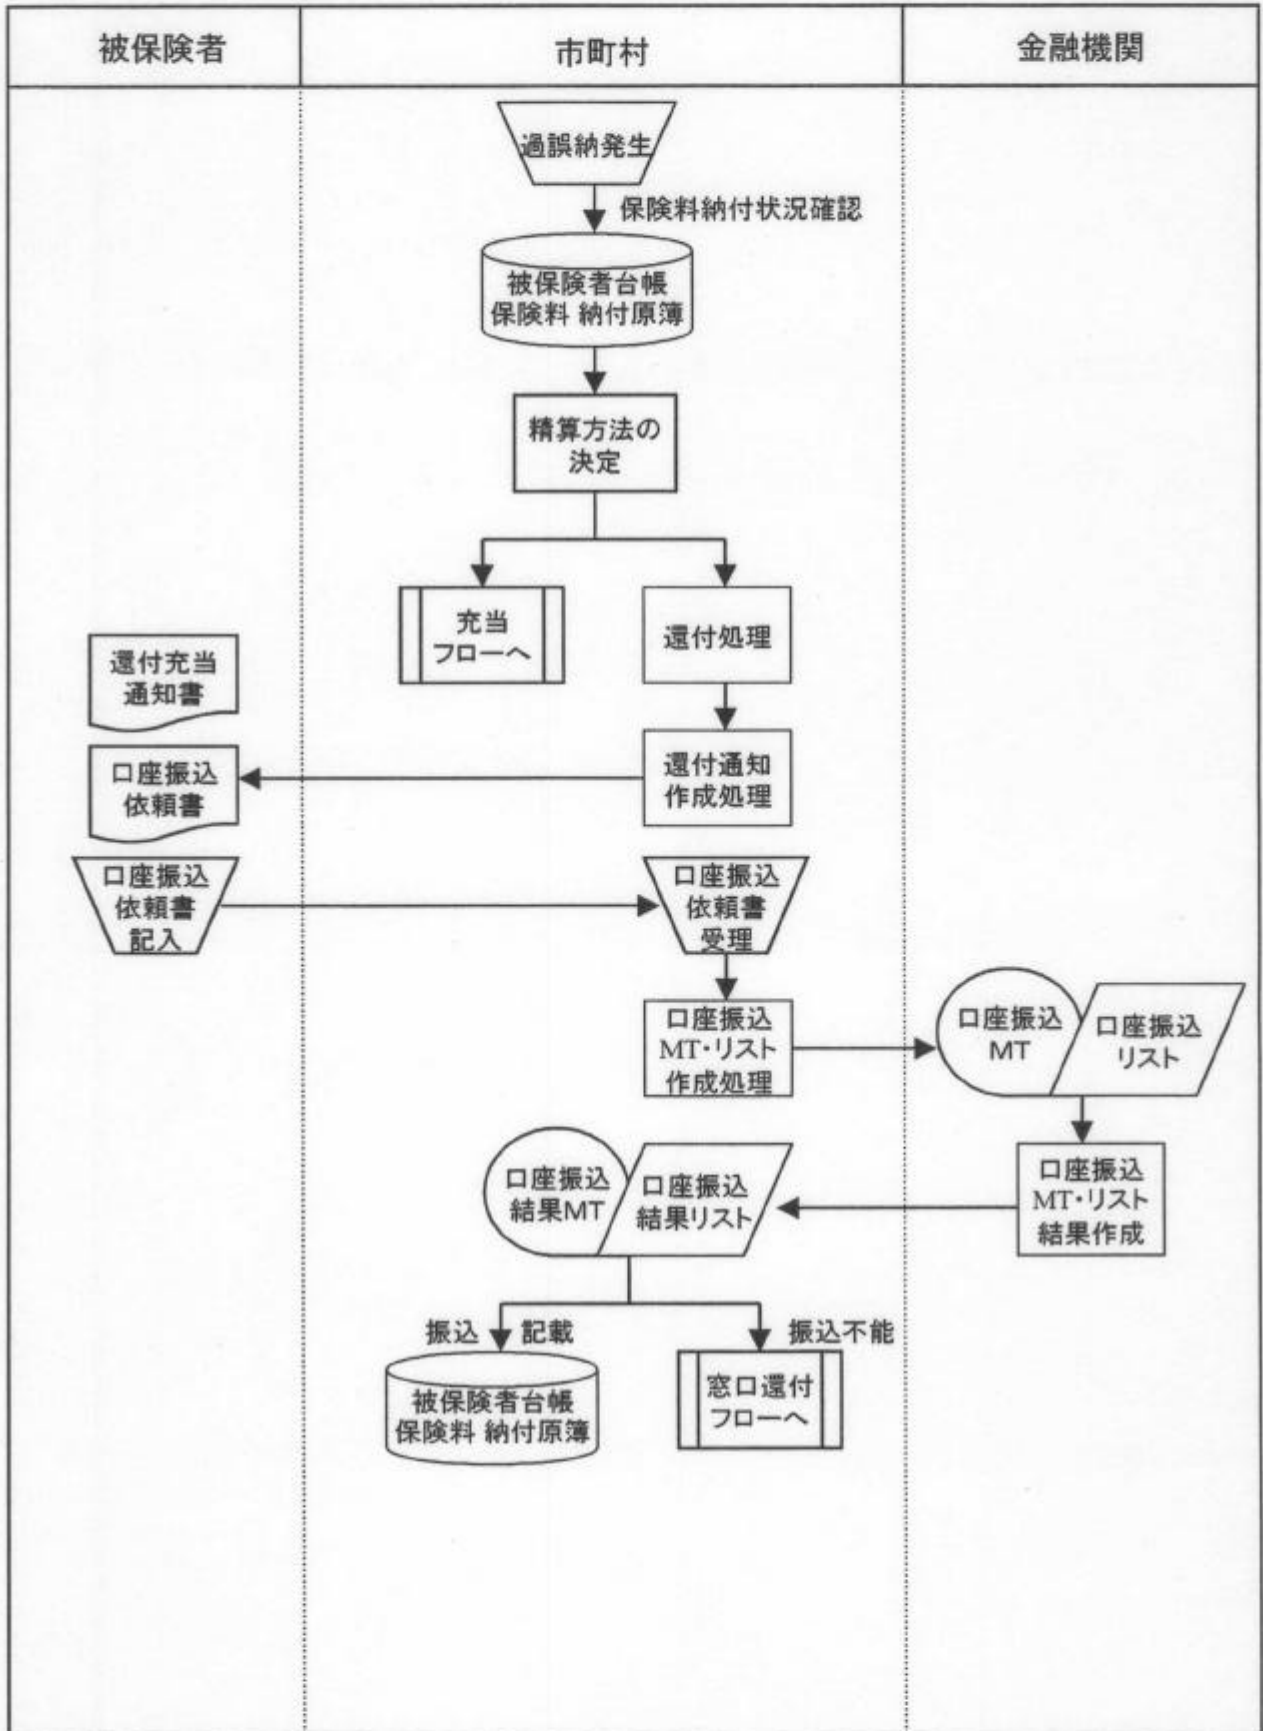 被保険者
市町村
金融機関
過誤納発生
保険料納付状況確認
被保険者台帳
保険料 納付原簿
精算方法の
決定
充当
フローへ
還付処理
還付充当
通知書
口座振込
依頼書
還付通知
作成処理
口座振込
依頼書
記入
口座振込
依頼書
受理
口座振込
MT・リスト
作成処理
口座振込
MT
口座振込
リスト
口座振込
MT・リスト
結果作成
口座振込
結果MT
口座振込
結果リスト
振込
記載
振込不能
被保険者台帳
保険料 納付原簿
窓口還付
フローへ